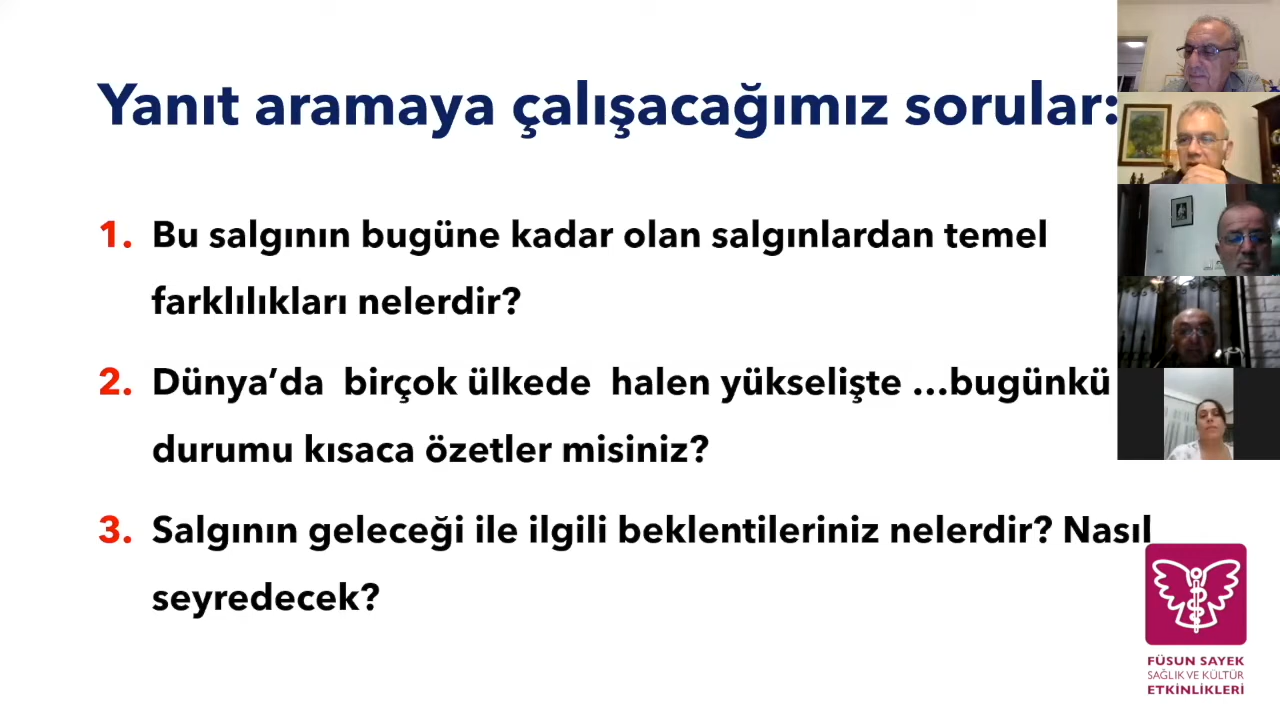 Yanıt aramaya çalışacağımız sorular:
1. Bu salgının bugüne kadar olan salgınlardan temel
farklılıkları nelerdir?
2. Dünya’da birçok ülkede halen yükselişte ...bugünkü
durumu kısaca özetler misiniz?
3. Salgının geleceği ile ilgili beklentileriniz nelerdir? Nasıl
seyredecek?
FÜSUN SAYEK
SAĞLIK VE KÜLTÜR
ETKİNLİKLERİ